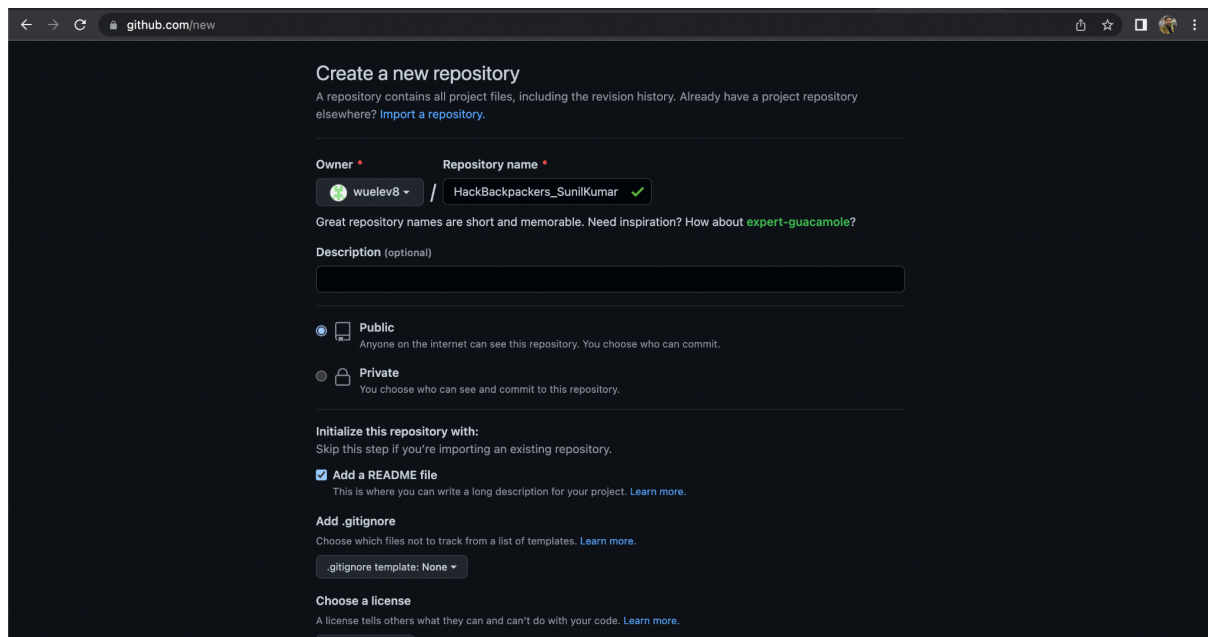 github.com/new
Create a new repository
A repository contains all project files, including the revision history. Already have a project repository
elsewhere? Import a repository.
Owner * Repository name *
wuelev8 / HackBackpackers_SunilKumar
Great repository names are short and memorable. Need inspiration? How about expert-guacamole?
Description (optional)
Public
Anyone on the internet can see this repository. You choose who can commit.
Private
You choose who can see and commit to this repository.
Initialize this repository with:
Skip this step if you're importing an existing repository.
Add a README file
This is where you can write a long description for your project. Learn more.
Add .gitignore
Choose which files not to track from a list of templates. Learn more.
.gitignore template: None
Choose a license
A license tells others what they can and can't do with your code. Learn more.